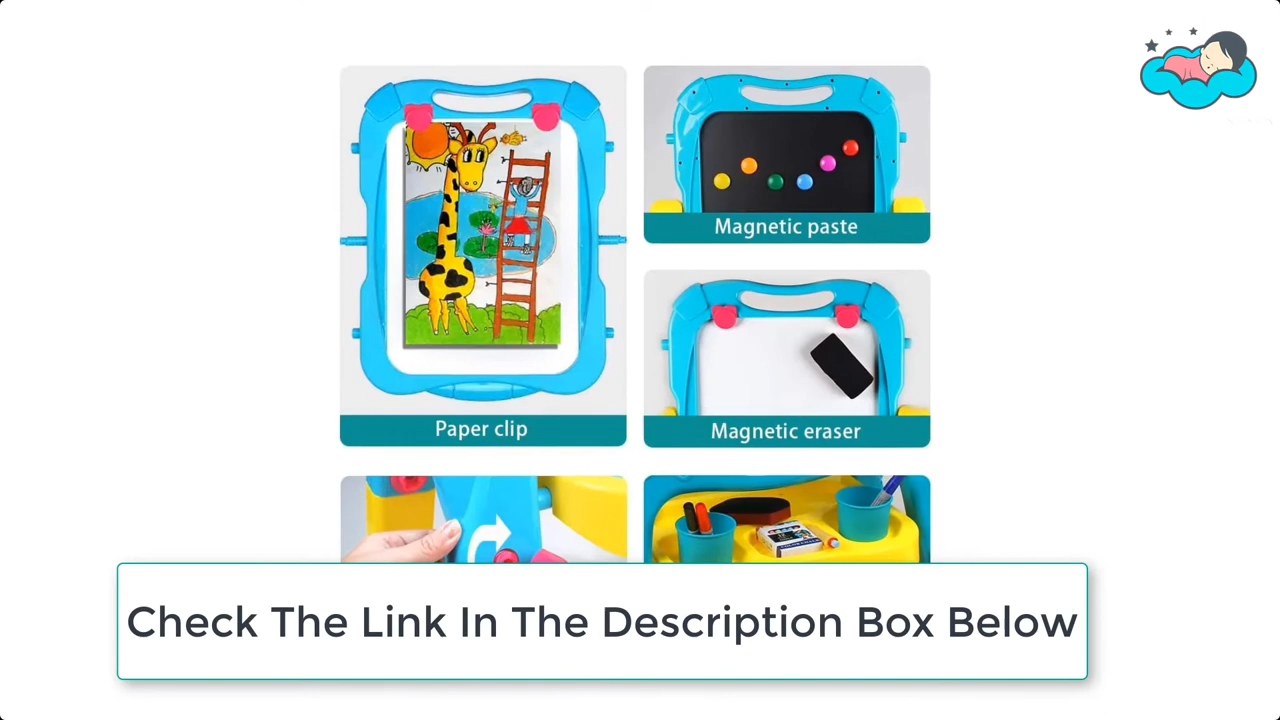 Magnetic paste
Paper clip
Magnetic eraser
Check The Link In The Description Box Below